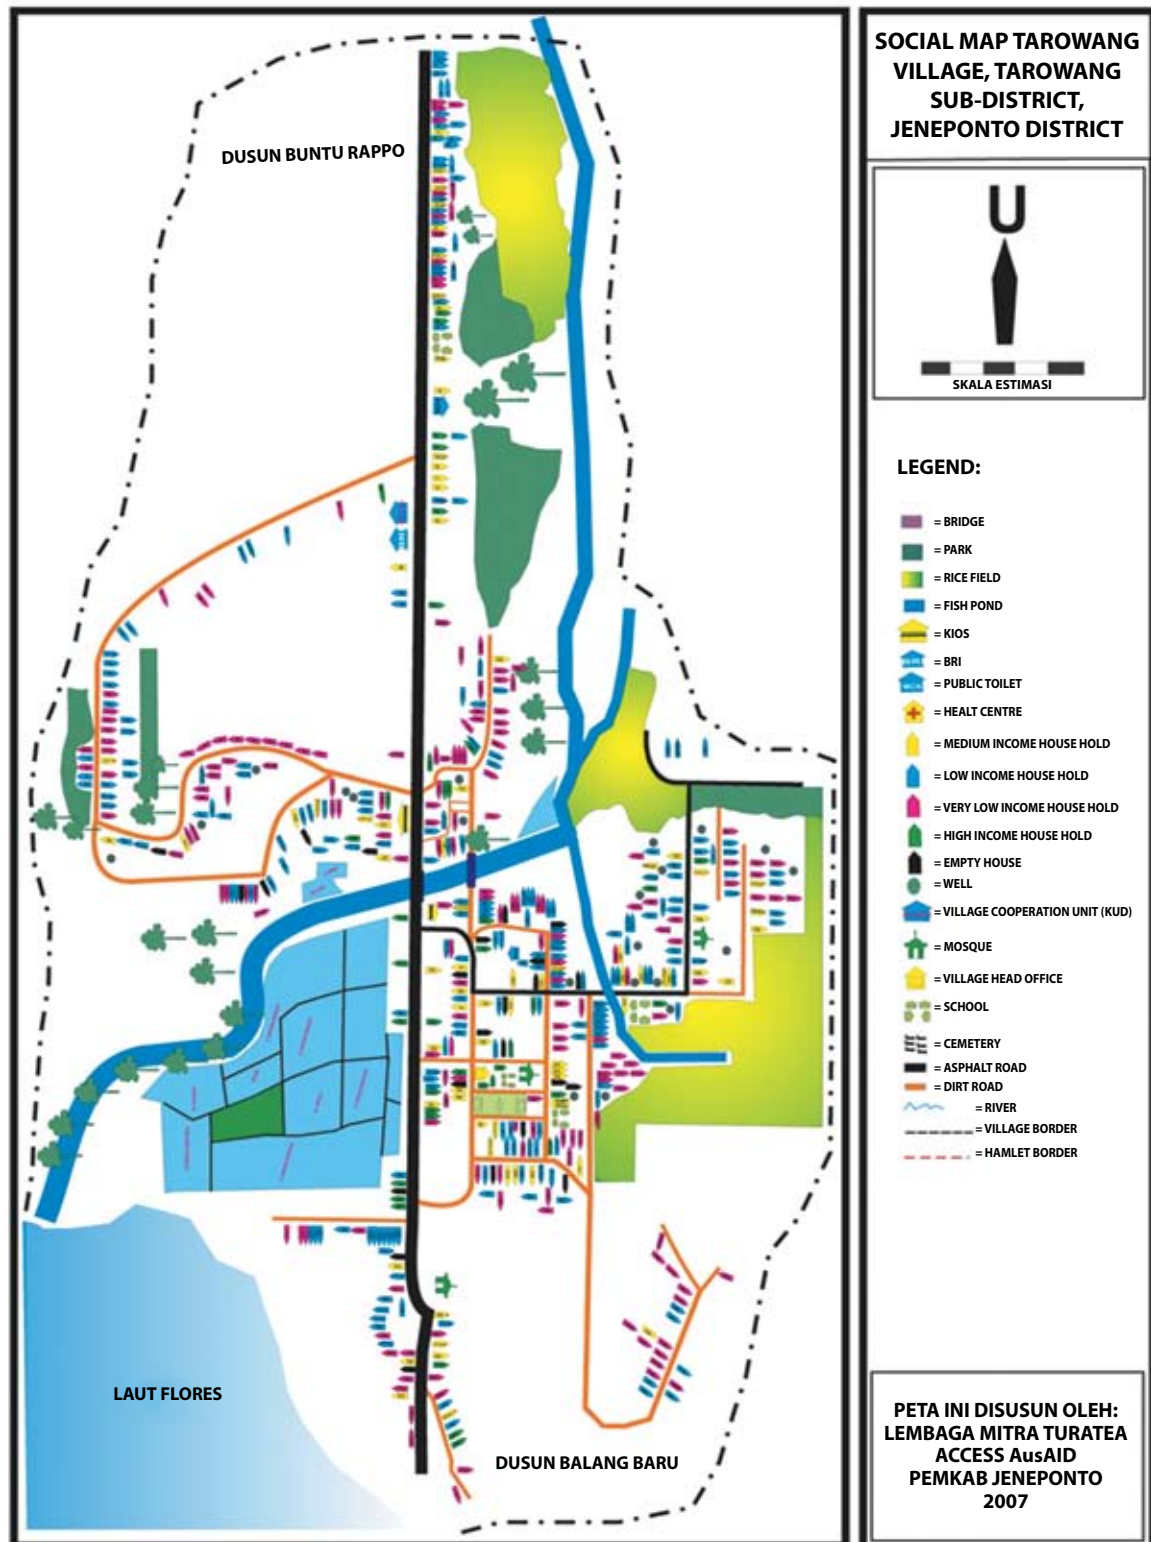 SOCIAL MAP TAROWANG
VILLAGE, TAROWANG
SUB-DISTRICT,
JENEPONTO DISTRICT
U
SKALA ESTIMASI
LEGEND:
= BRIDGE
= PARK
= RICE FIELD
= FISH POND
= KIOS
= BRI
= PUBLIC TOILET
= HEALT CENTRE
= MEDIUM INCOME HOUSE HOLD
= LOW INCOME HOUSE HOLD
= VERY LOW INCOME HOUSE HOLD
= HIGH INCOME HOUSE HOLD
= EMPTY HOUSE
= WELL
= VILLAGE COOPERATION UNIT (KUD)
= MOSQUE
= VILLAGE HEAD OFFICE
= SCHOOL
= CEMETERY
= ASPHALT ROAD
= DIRT ROAD
= RIVER
= VILLAGE BORDER
= HAMLET BORDER
PETA INI DISUSUN OLEH:
LEMBAGA MITRA TURATEA
ACCESS AusAID
PEMKAB JENEPONTO
2007
DUSUN BUNTU RAPPO
LAUT FLORES
DUSUN BALANG BARU